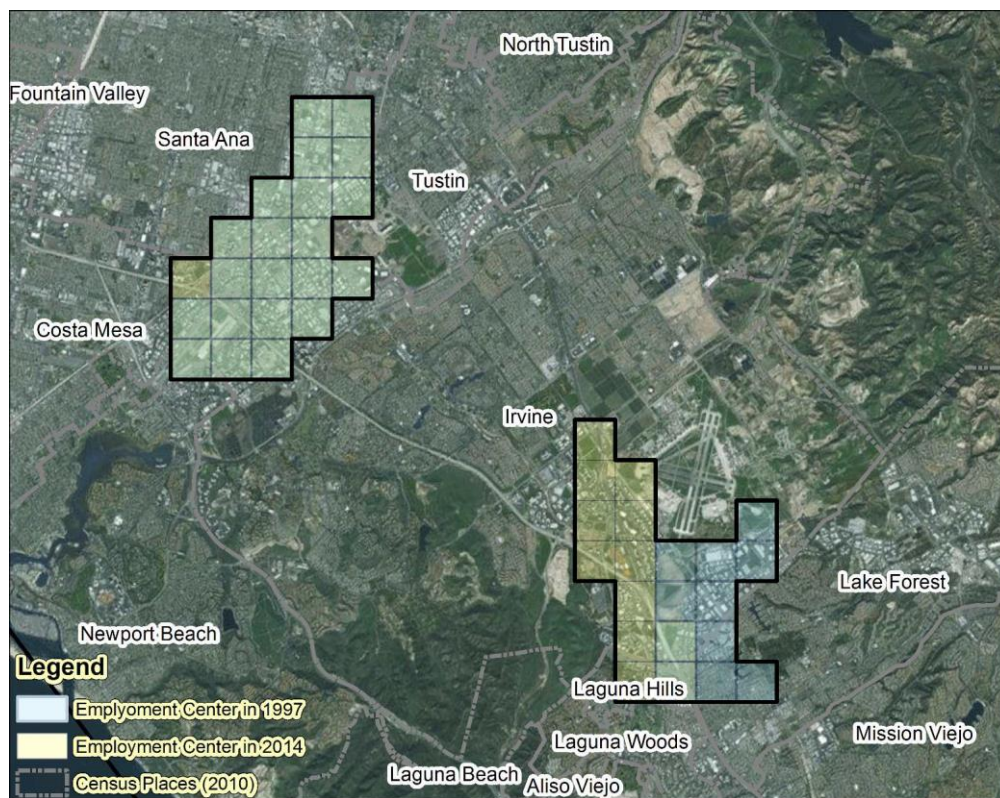 North Tustin
Fountain Valley
Santa Ana
Tustin
Costa Mesa
Irvine
Lake Forest
Newport Beach
Laguna Hills
Mission Viejo
Laguna Woods
Laguna Beach
Aliso Viejo
Legend
Emplyoment Center in 1997
Employment Center in 2014
Census Places (2010)